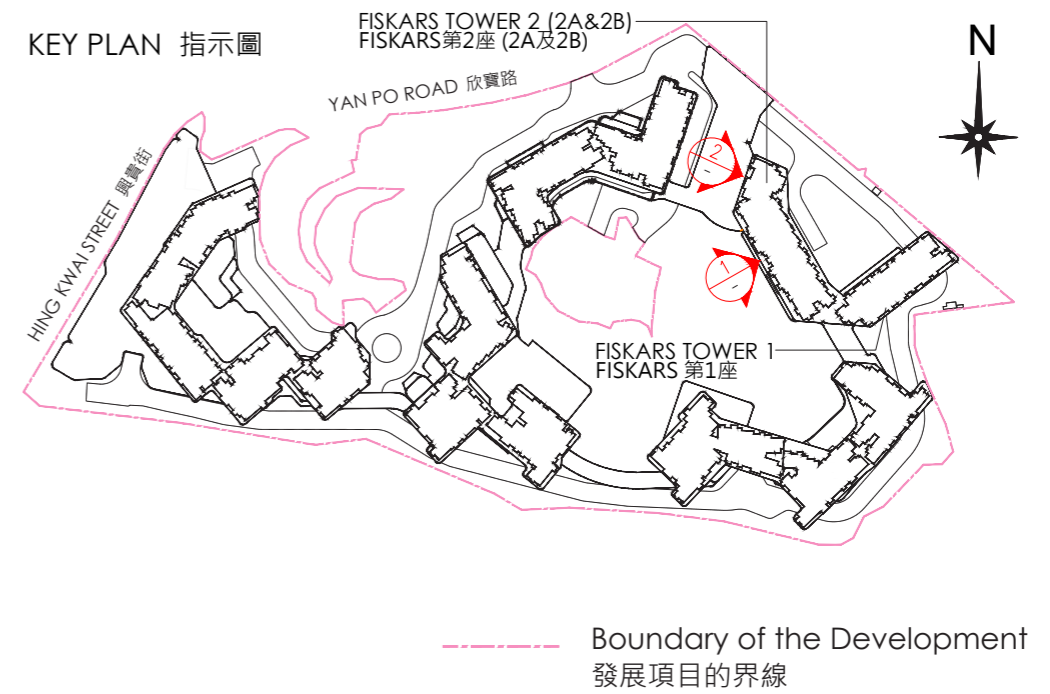 KEY PLAN 指示圖
FISKARS TOWER 2 (2A&2B)
FISKARS第2座 (2A及2B)
N
YAN PO ROAD 欣寶路
HING KWAI STREET 興貴街
2
-
1
-
FISKARS TOWER 1
FISKARS 第1座
Boundary of the Development
發展項目的界線